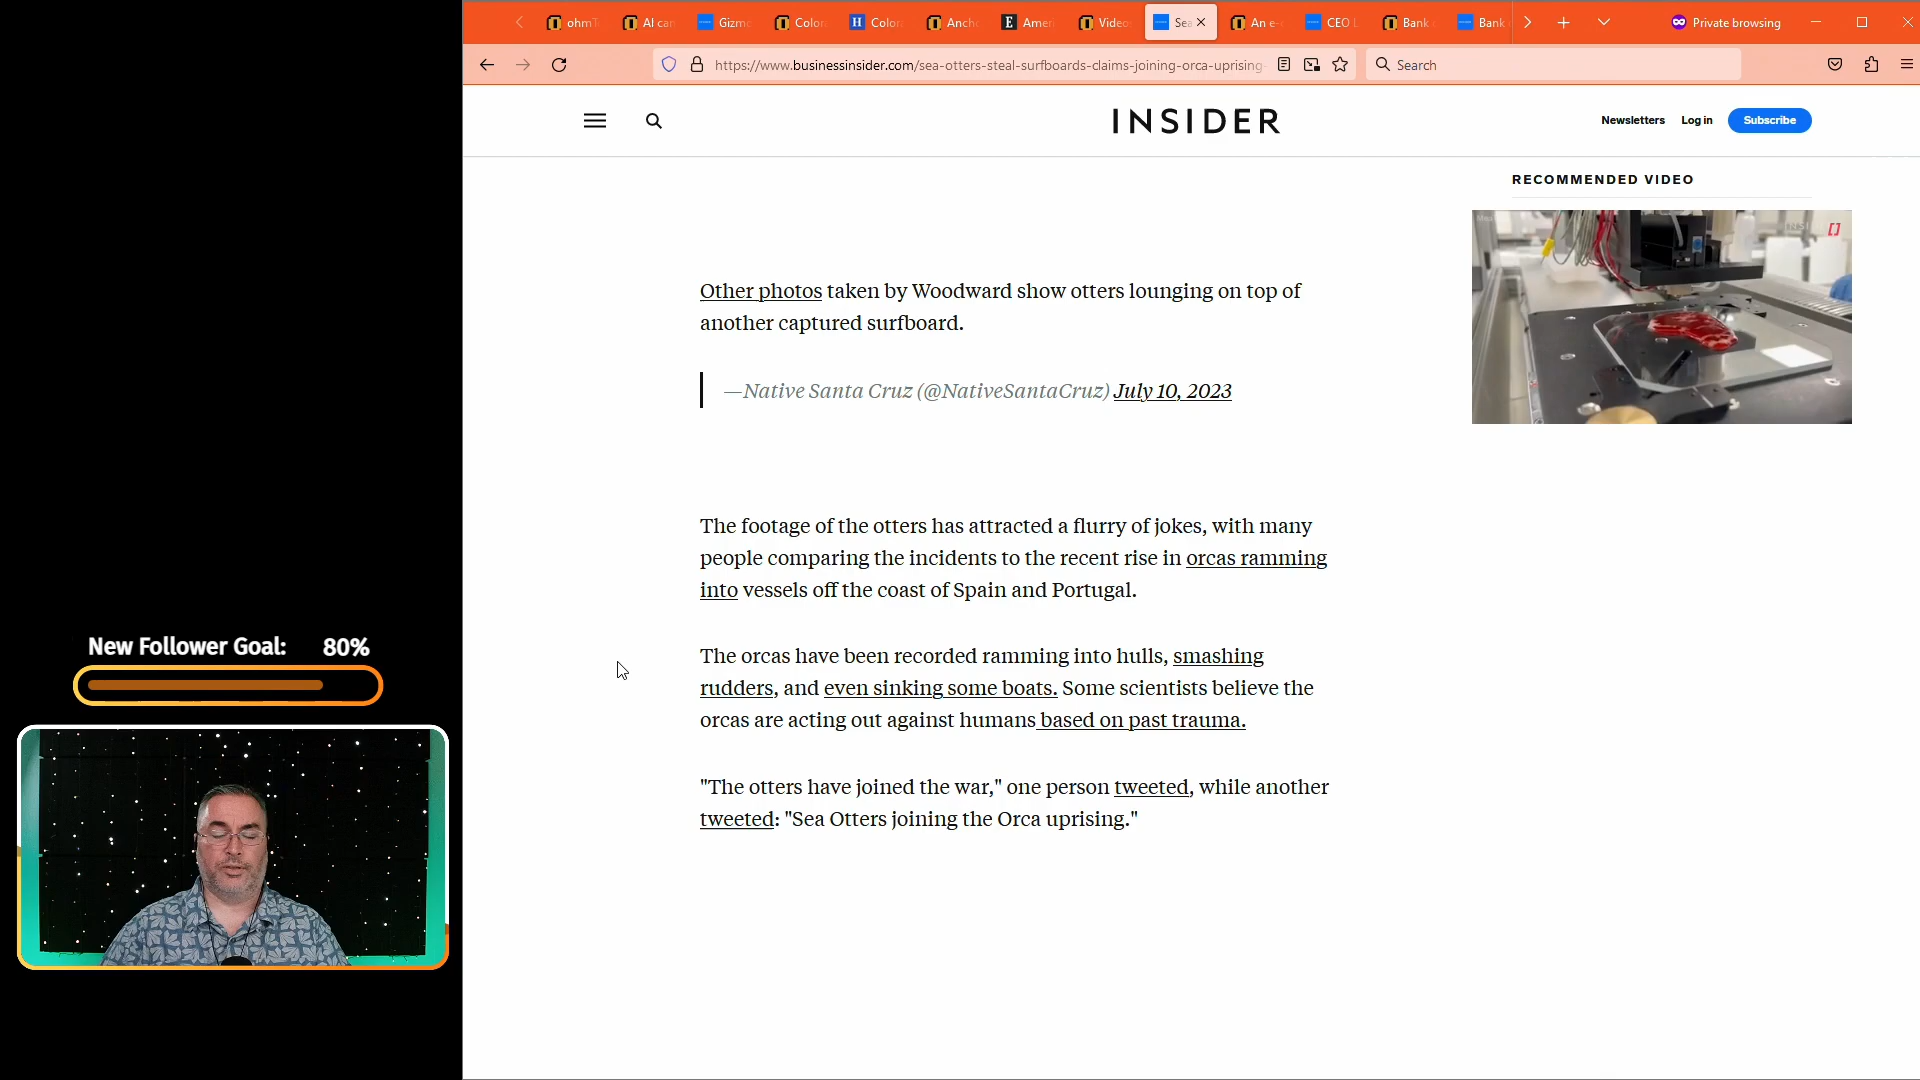 ohmT
AI can
Gizmo
Color
Color
Ancho
Amer
Video
Sea
An e-
CEO L
Bank
Bank
Private browsing
https://www.businessinsider.com/sea-otters-steal-surfboards-claims-joining-orca-uprising-
Search
INSIDER
Newsletters
Log in
Subscribe
RECOMMENDED VIDEO
Other photos taken by Woodward show otters lounging on top of
another captured surfboard.
—Native Santa Cruz (@NativeSantaCruz) July 10, 2023
The footage of the otters has attracted a flurry of jokes, with many
people comparing the incidents to the recent rise in orcas ramming
into vessels off the coast of Spain and Portugal.
The orcas have been recorded ramming into hulls, smashing
rudders, and even sinking some boats. Some scientists believe the
orcas are acting out against humans based on past trauma.
"The otters have joined the war," one person tweeted, while another
tweeted: "Sea Otters joining the Orca uprising."
New Follower Goal: 80%